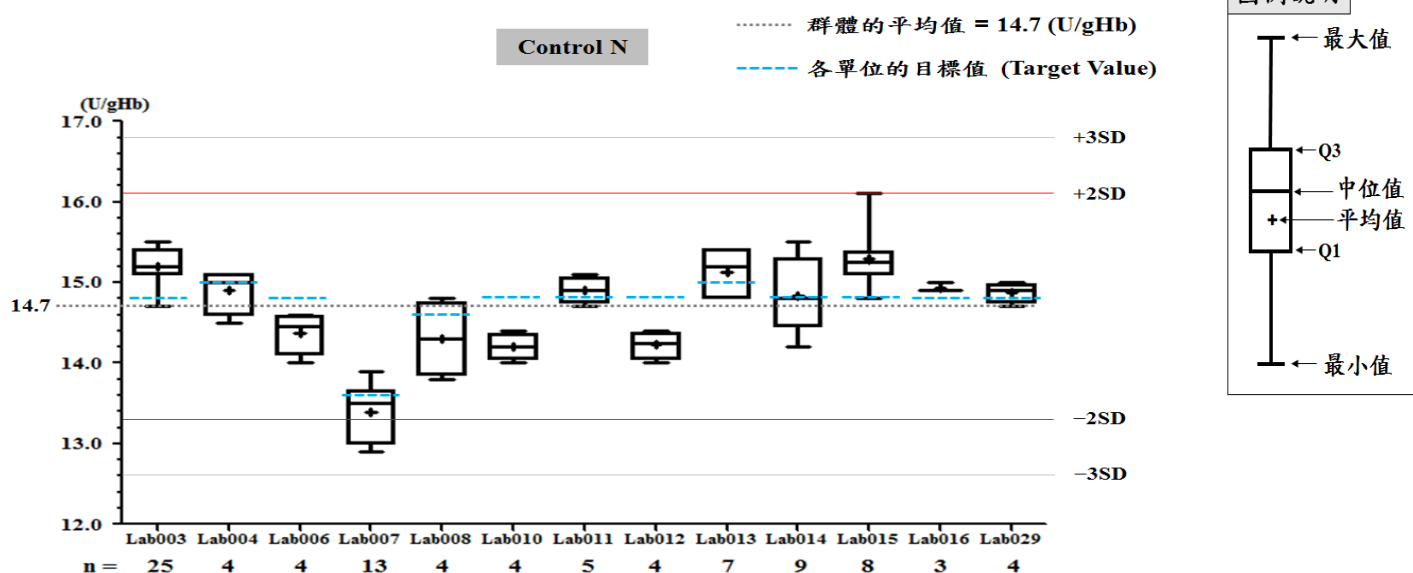 群體的平均值 = 14.7 (U/gHb)
Control N
各單位的目標值 (Target Value)
(U/gHb)
17.0
16.0
15.0
14.7
14.0
13.0
12.0
+3SD
+2SD
−2SD
−3SD
Lab003 Lab004 Lab006 Lab007 Lab008 Lab010 Lab011 Lab012 Lab013 Lab014 Lab015 Lab016 Lab029
n = 25 4 4 13 4 4 5 4 7 9 8 3 4
最大值
Q3
中位值
平均值
Q1
最小值